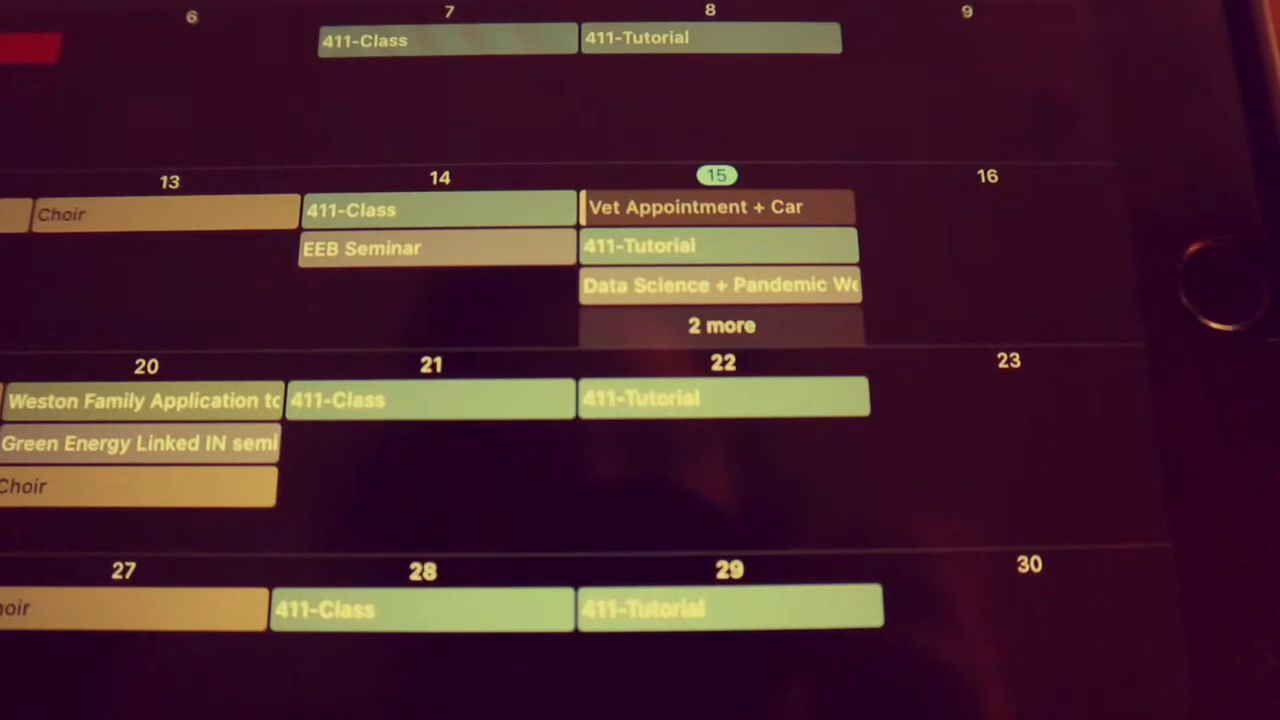 6 7 8 9
411-Class 411-Tutorial
13 14 15 16
Choir 411-Class Vet Appointment + Car
EEB Seminar 411-Tutorial
Data Science + Pandemic We
2 more
20 21 22 23
Weston Family Application to 411-Class 411-Tutorial
Green Energy Linked IN semi
Choir
27 28 29 30
hoir 411-Class 411-Tutorial